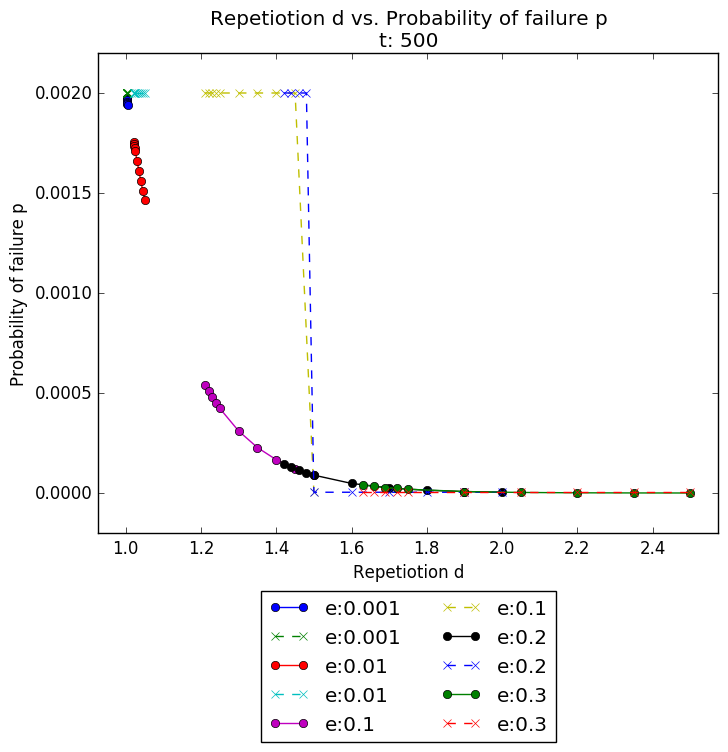 Repetiotion d vs. Probability of failure p
t: 500
0.0020
0.0015
0.0010
0.0005
0.0000
Probability of failure p
1.0 1.2 1.4 1.6 1.8 2.0 2.2 2.4
Repetiotion d
e:0.001 e:0.1
e:0.001 e:0.2
e:0.01 e:0.2
e:0.01 e:0.3
e:0.1 e:0.3